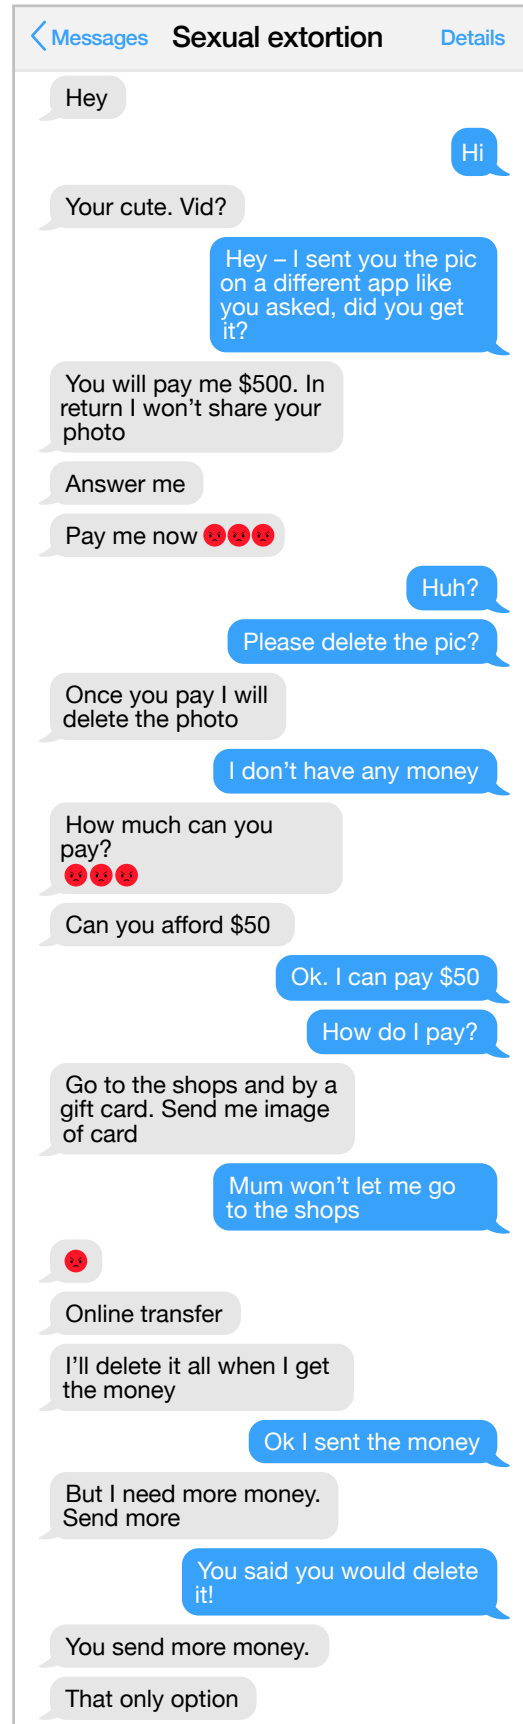 Messages Sexual extortion Details
Hey
Hi
Your cute. Vid?
Hey – I sent you the pic
on a different app like
you asked, did you get
it?
You will pay me $500. In
return I won’t share your
photo
Answer me
Pay me now 😡😡😡
Huh?
Please delete the pic?
Once you pay I will
delete the photo
I don’t have any money
How much can you
pay?
😡😡😡
Can you afford $50
Ok. I can pay $50
How do I pay?
Go to the shops and by a
gift card. Send me image
of card
Mum won’t let me go
to the shops
😡
Online transfer
I’ll delete it all when I get
the money
Ok I sent the money
But I need more money.
Send more
You said you would delete
it!
You send more money.
That only option